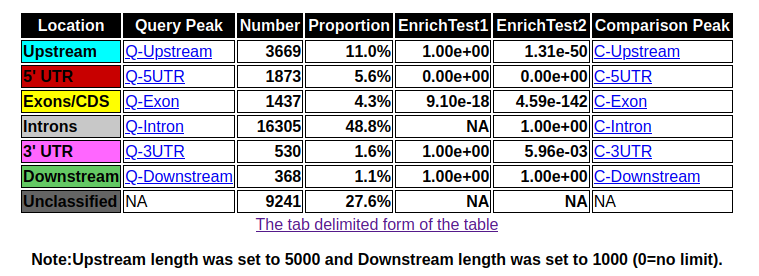 Location Query Peak Number Proportion EnrichTest1 EnrichTest2 Comparison Peak
Upstream Q-Upstream 3669 11.0% 1.00e+00 1.31e-50 C-Upstream
5' UTR Q-5UTR 1873 5.6% 0.00e+00 0.00e+00 C-5UTR
Exons/CDS Q-Exon 1437 4.3% 9.10e-18 4.59e-142 C-Exon
Introns Q-Intron 16305 48.8% NA 1.00e+00 C-Intron
3' UTR Q-3UTR 530 1.6% 1.00e+00 5.96e-03 C-3UTR
Downstream Q-Downstream 368 1.1% 1.00e+00 1.00e+00 C-Downstream
Unclassified NA 9241 27.6% NA NA NA
The tab delimited form of the table
Note:Upstream length was set to 5000 and Downstream length was set to 1000 (0=no limit).